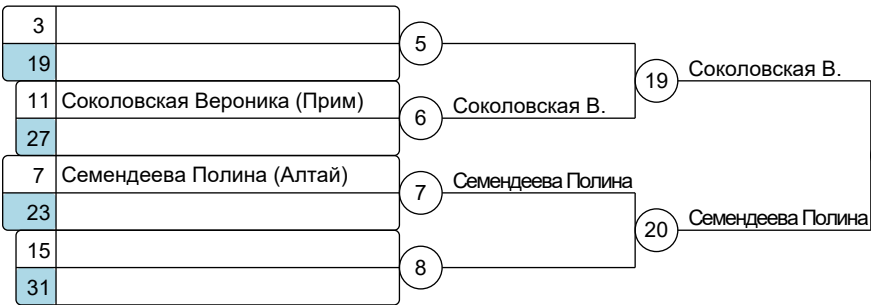 3
5
19
19 Соколовская В.
11 Соколовская Вероника (Прим)
6 Соколовская В.
27
7 Семендеева Полина (Алтай)
7 Семендеева Полина
23
20 Семендеева Полина
15
8
31